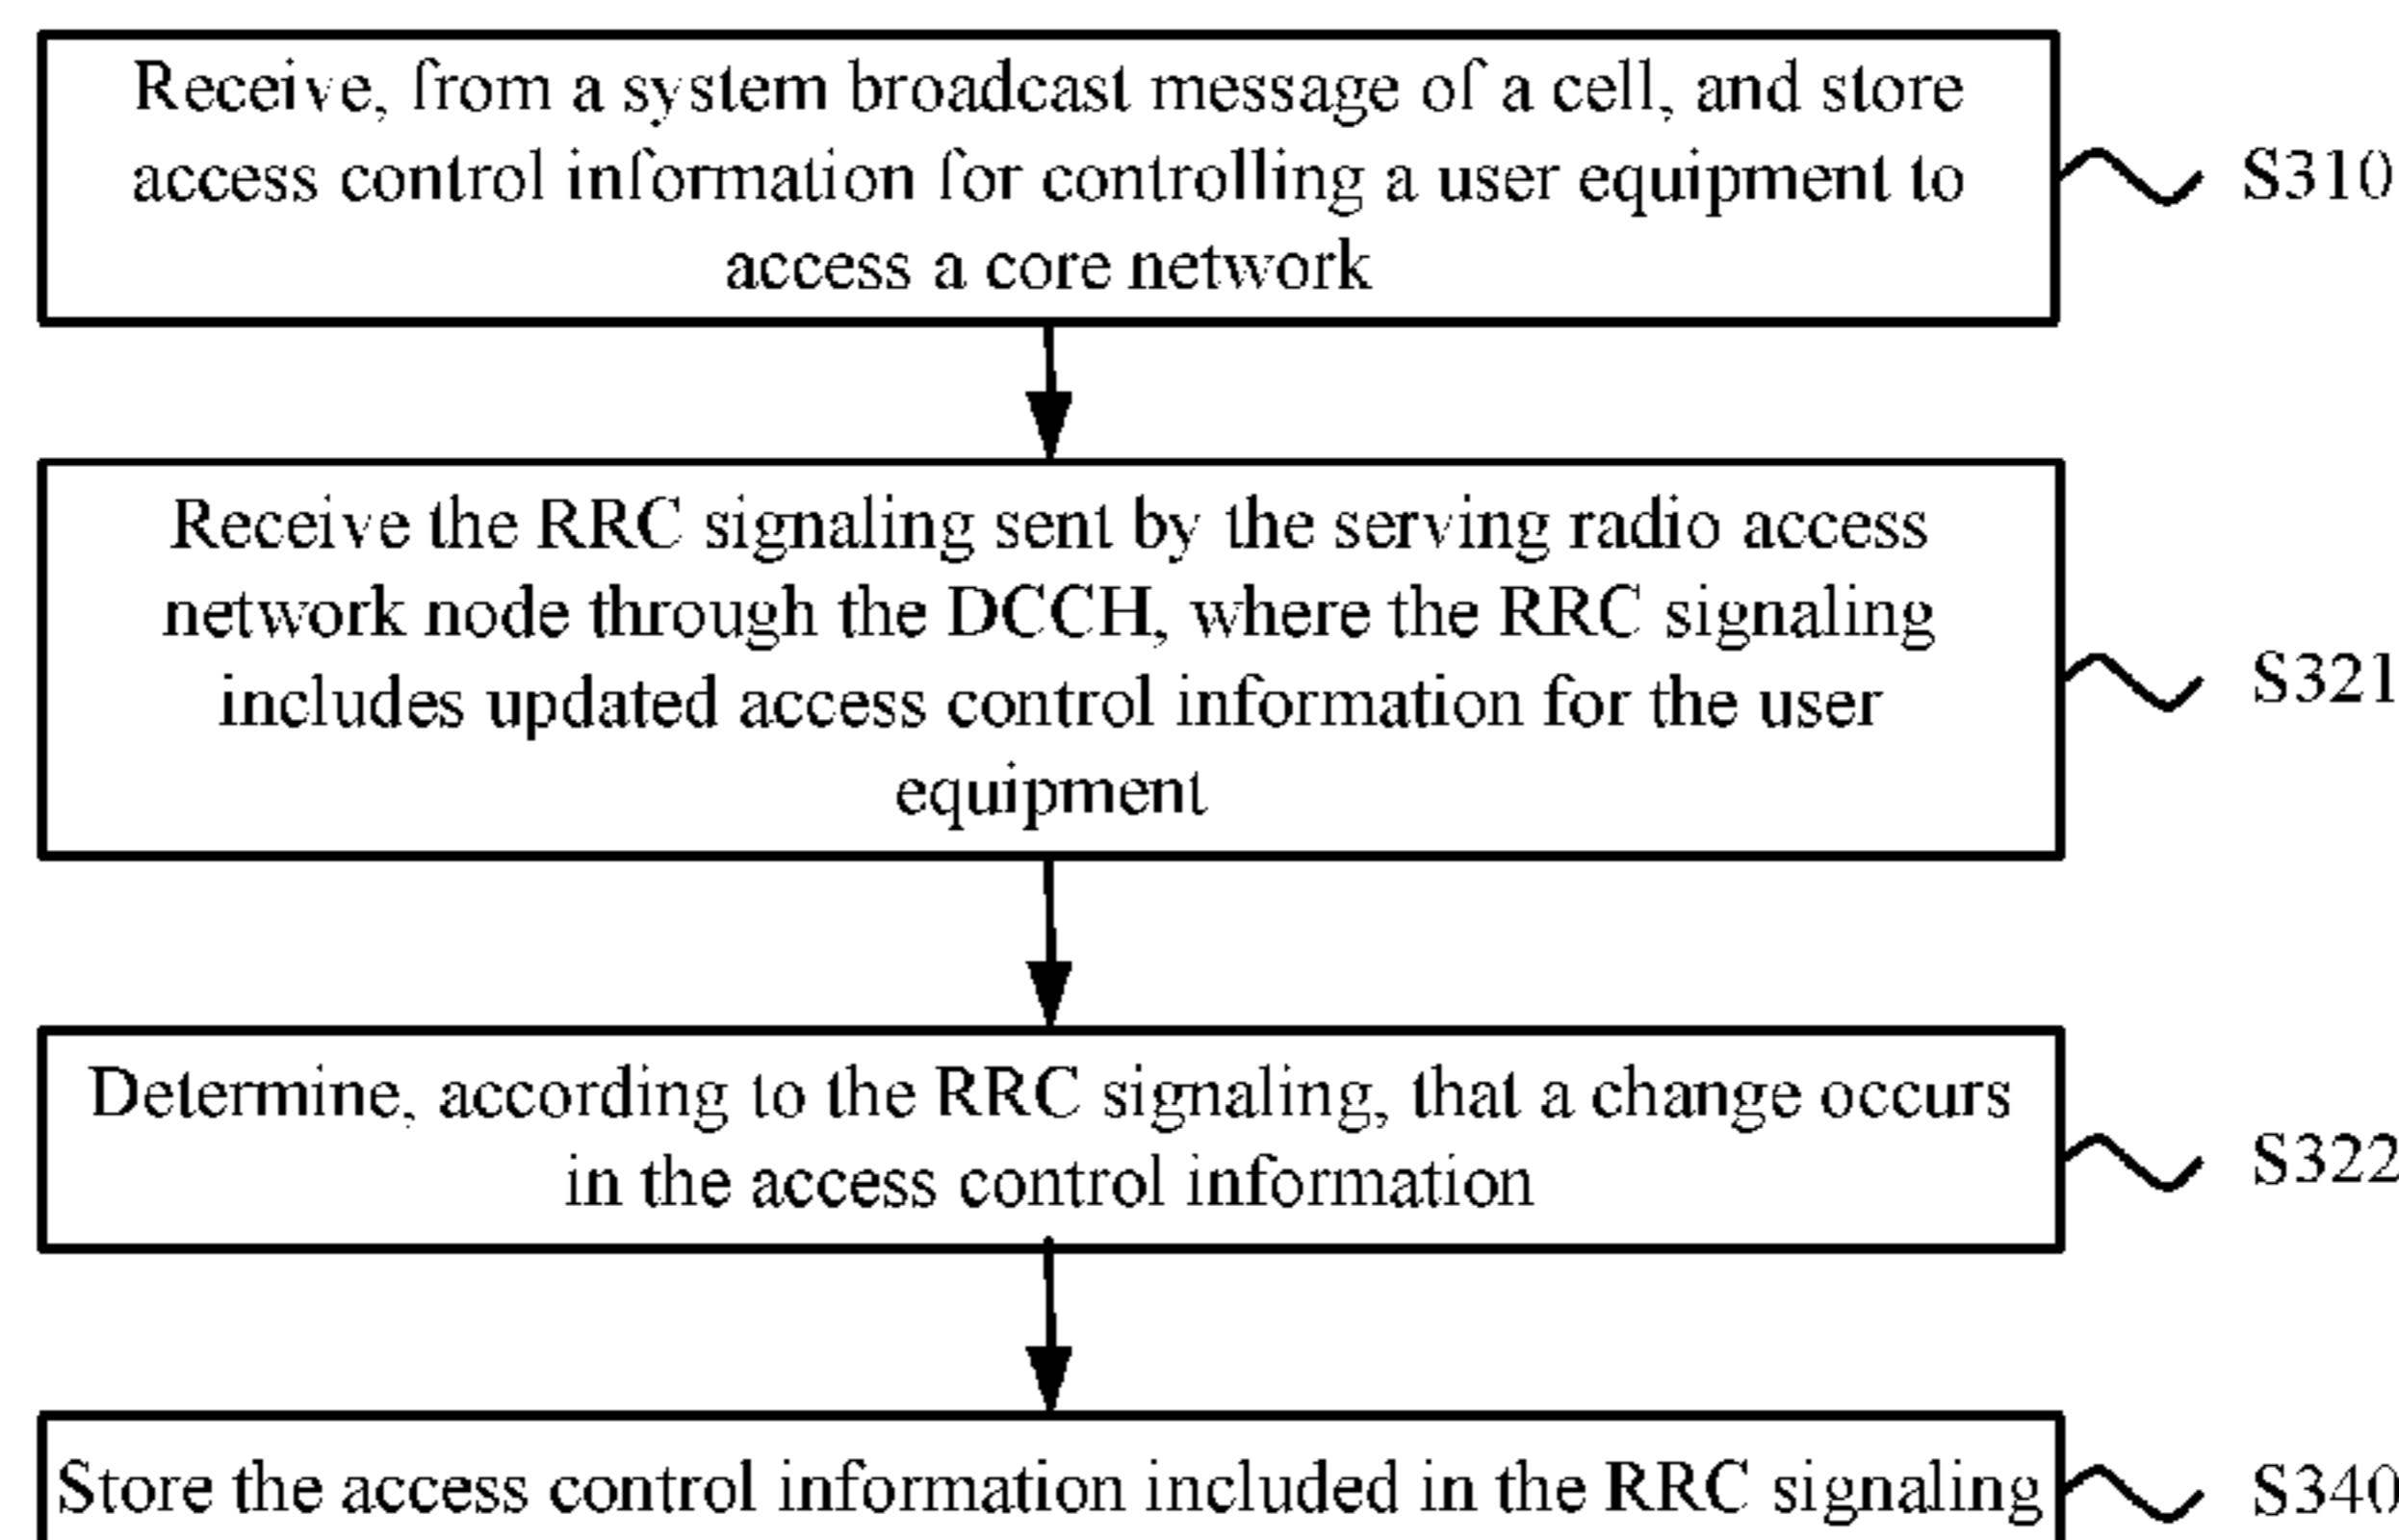 Receive, from a system broadcast message of a cell, and store
access control information for controlling a user equipment to
access a core network
S310
Receive the RRC signaling sent by the serving radio access
network node through the DCCH, where the RRC signaling
includes updated access control information for the user
equipment
S321
Determine, according to the RRC signaling, that a change occurs
in the access control information
S322
Store the access control information included in the RRC signaling
S340